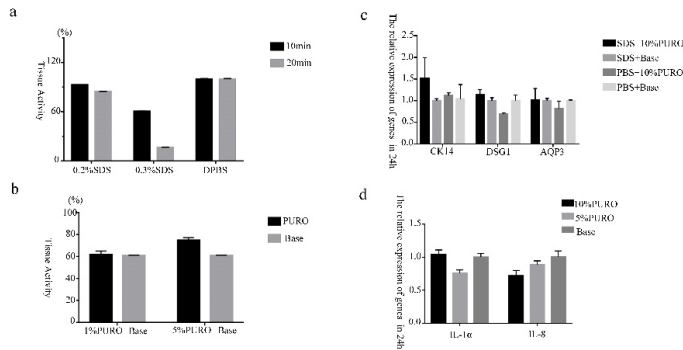 a
(%)
Tissue Activity
120
60
0
10min
20min
0.2%SDS 0.3%SDS DPBS
b
(%)
Tissue Activity
100
80
60
40
20
0
PURO
Base
1%PURO Base 5%PURO Base
c
The relative expression of genes in 24h
2.5
2.0
1.5
1.0
0.5
0.0
SDS+10%PURO
SDS+Base
PBS+10%PURO
PBS+Base
CK14 DSG1 AQP3
d
The relative expression of genes in 24h
1.5
1.0
0.5
0.0
10%PURO
5%PURO
Base
IL-1α IL-8